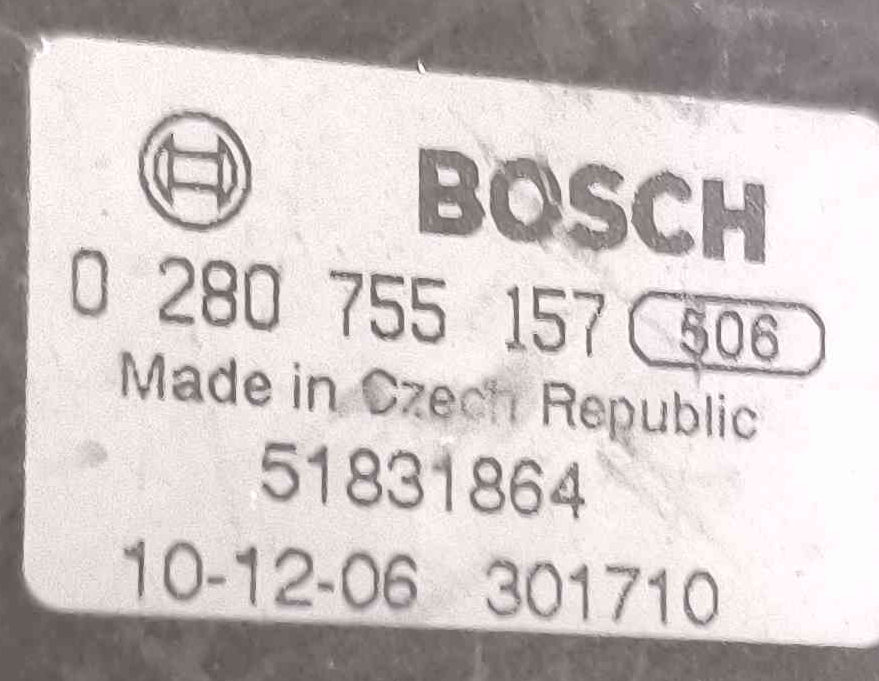 BOSCH
0 280 755 157 506
Made in Czech Republic
51831864
10-12-06 301710